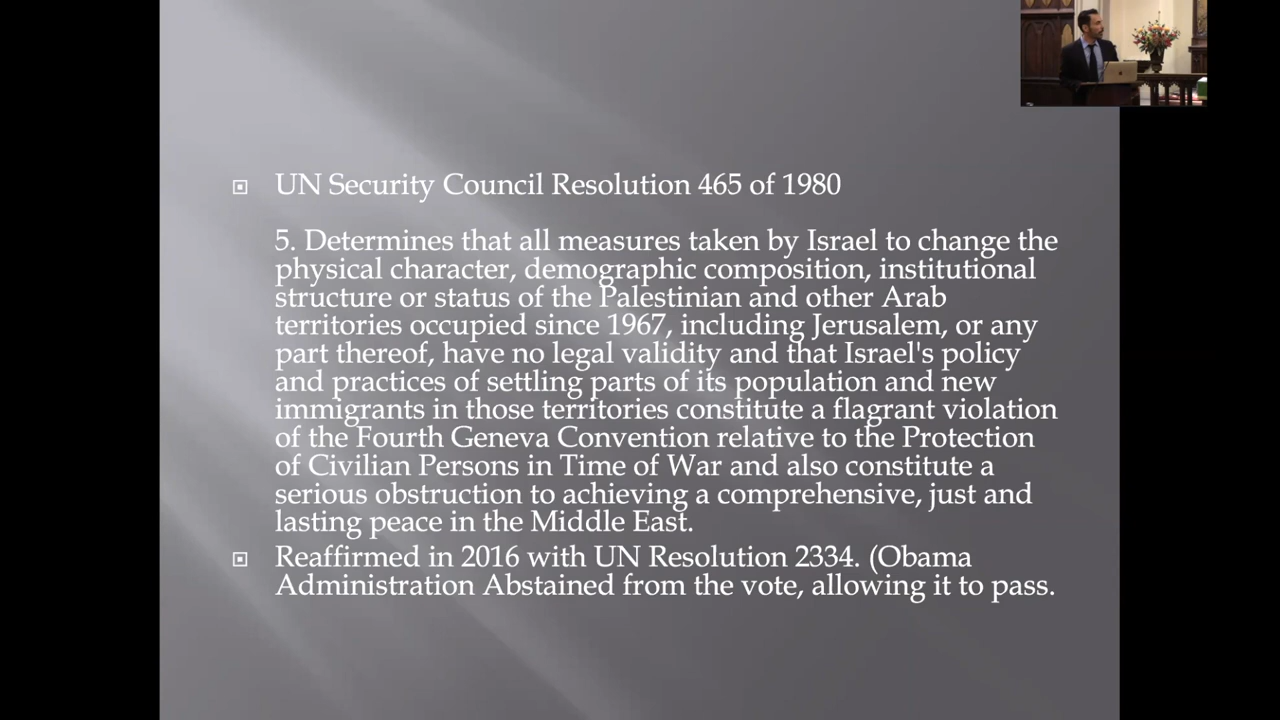 UN Security Council Resolution 465 of 1980
5. Determines that all measures taken by Israel to change the
physical character, demographic composition, institutional
structure or status of the Palestinian and other Arab
territories occupied since 1967, including Jerusalem, or any
part thereof, have no legal validity and that Israel's policy
and practices of settling parts of its population and new
immigrants in those territories constitute a flagrant violation
of the Fourth Geneva Convention relative to the Protection
of Civilian Persons in Time of War and also constitute a
serious obstruction to achieving a comprehensive, just and
lasting peace in the Middle East.
Reaffirmed in 2016 with UN Resolution 2334. (Obama
Administration Abstained from the vote, allowing it to pass.